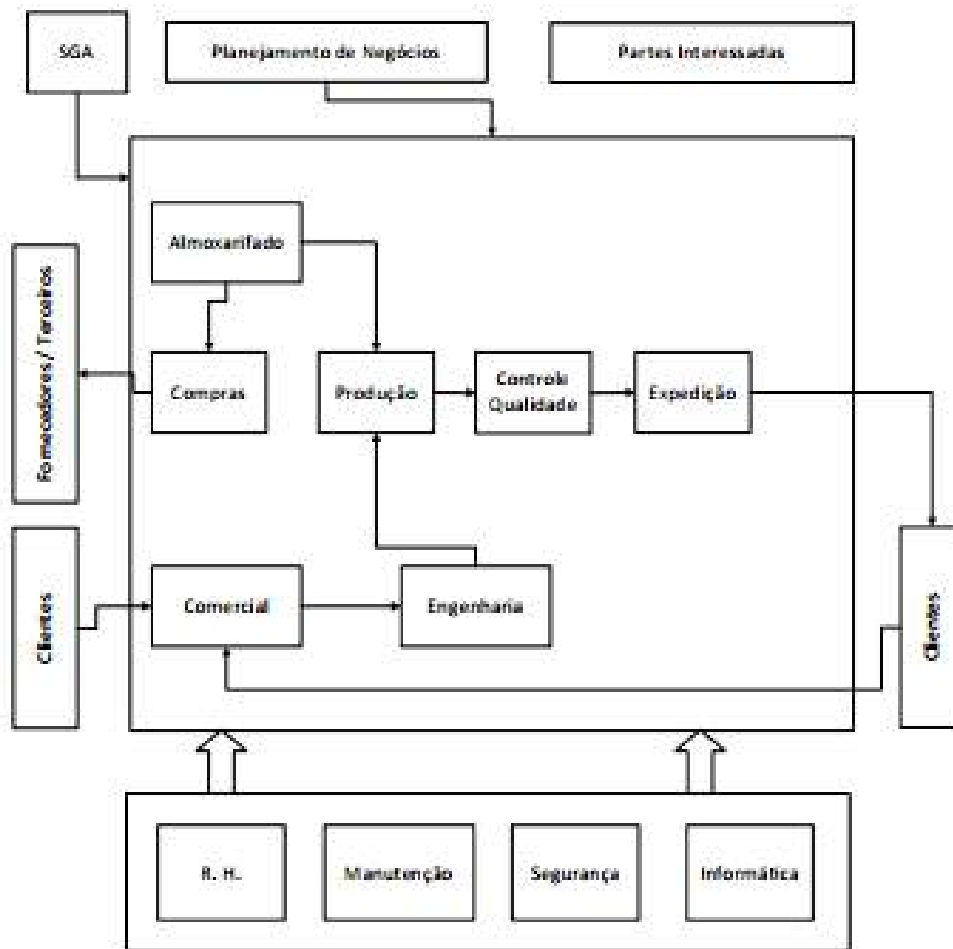 SGA
Planejamento de Negócios
Partes Interessadas
Almoxarifado
Fornecedores / Terceiros
Compras
Produção
Controle
Qualidade
Expedição
Clientes
Comercial
Engenharia
Clientes
R. H.
Manutenção
Segurança
Informática